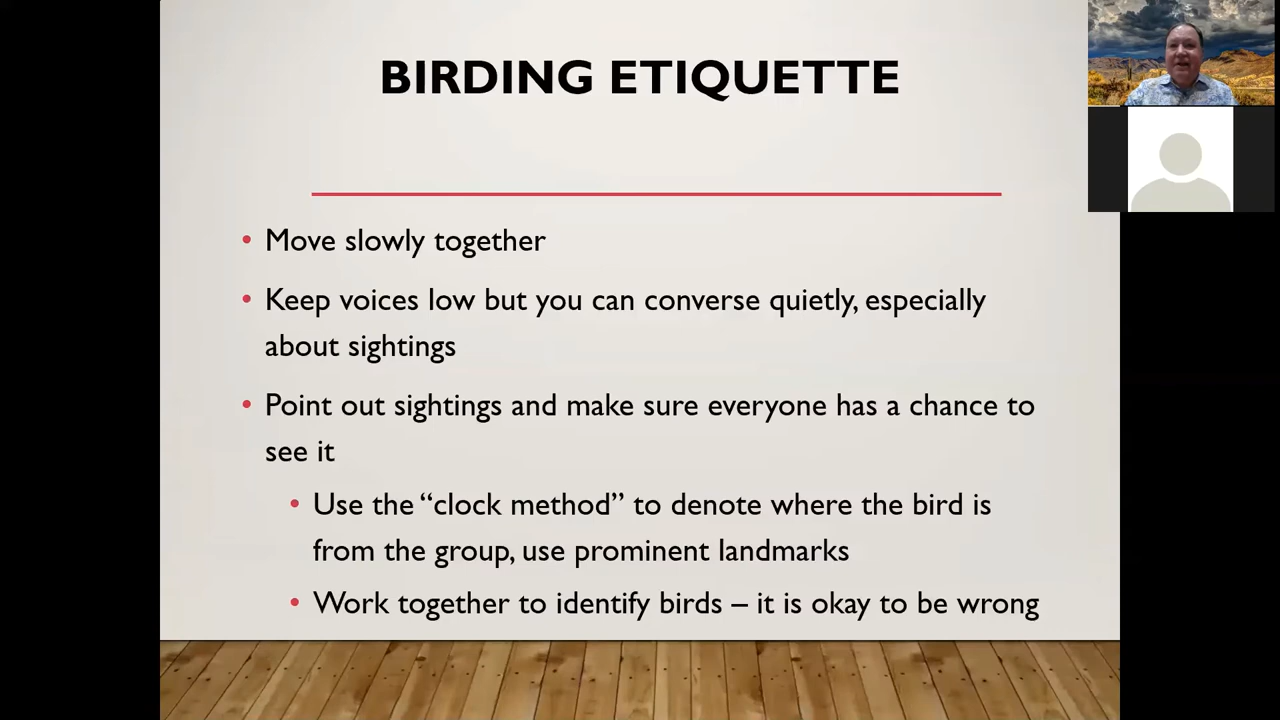 BIRDING ETIQUETTE
• Move slowly together
• Keep voices low but you can converse quietly, especially
about sightings
• Point out sightings and make sure everyone has a chance to
see it
• Use the “clock method” to denote where the bird is
from the group, use prominent landmarks
• Work together to identify birds – it is okay to be wrong